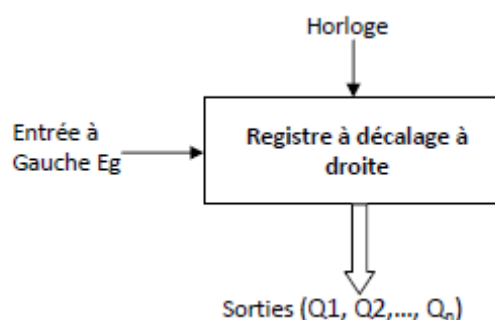 Horloge
Entrée à
Gauche Eg
Registre à décalage à
droite
Sorties (Q1, Q2,..., Qn)